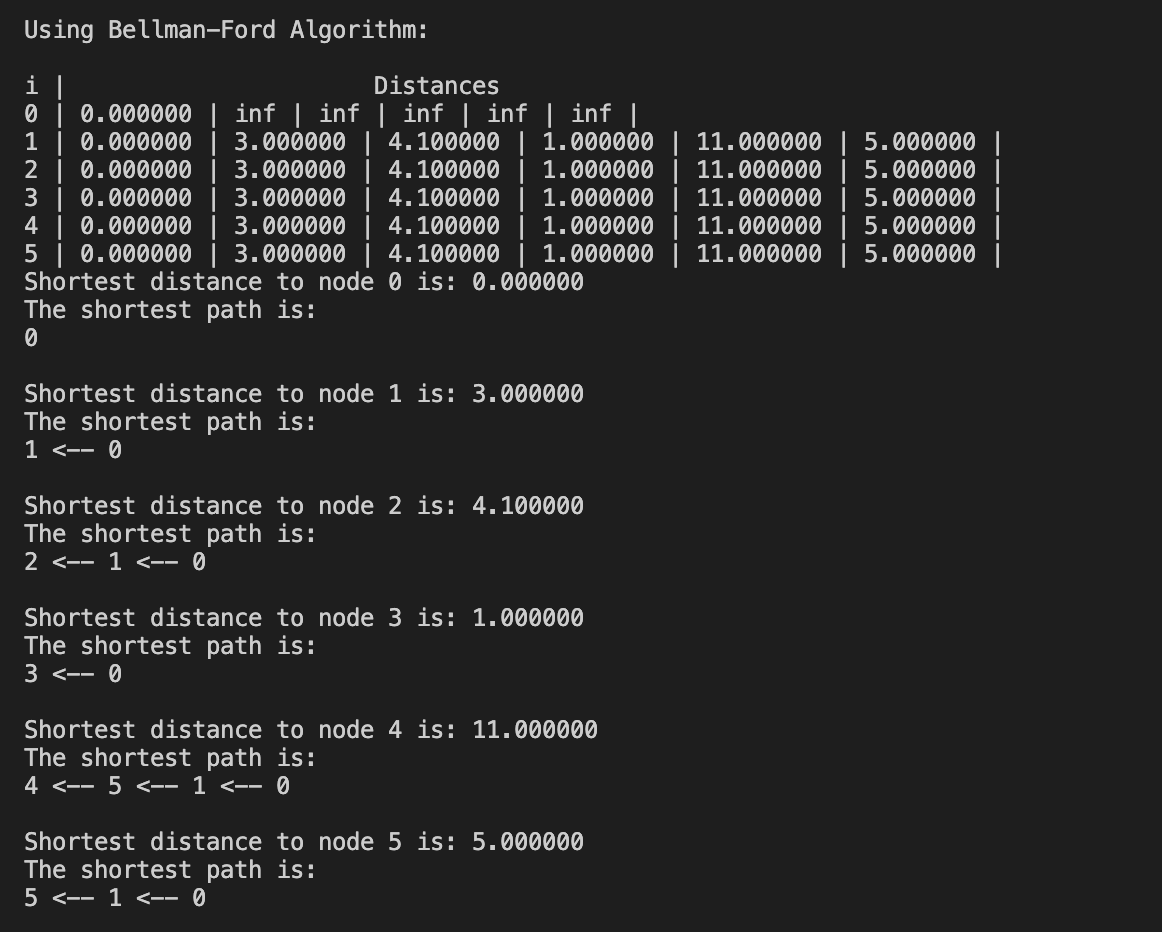 Using Bellman-Ford Algorithm:
i |                      Distances
0 | 0.000000 | inf | inf | inf | inf | inf |
1 | 0.000000 | 3.000000 | 4.100000 | 1.000000 | 11.000000 | 5.000000 |
2 | 0.000000 | 3.000000 | 4.100000 | 1.000000 | 11.000000 | 5.000000 |
3 | 0.000000 | 3.000000 | 4.100000 | 1.000000 | 11.000000 | 5.000000 |
4 | 0.000000 | 3.000000 | 4.100000 | 1.000000 | 11.000000 | 5.000000 |
5 | 0.000000 | 3.000000 | 4.100000 | 1.000000 | 11.000000 | 5.000000 |
Shortest distance to node 0 is: 0.000000
The shortest path is:
0
Shortest distance to node 1 is: 3.000000
The shortest path is:
1 <-- 0
Shortest distance to node 2 is: 4.100000
The shortest path is:
2 <-- 1 <-- 0
Shortest distance to node 3 is: 1.000000
The shortest path is:
3 <-- 0
Shortest distance to node 4 is: 11.000000
The shortest path is:
4 <-- 5 <-- 1 <-- 0
Shortest distance to node 5 is: 5.000000
The shortest path is:
5 <-- 1 <-- 0